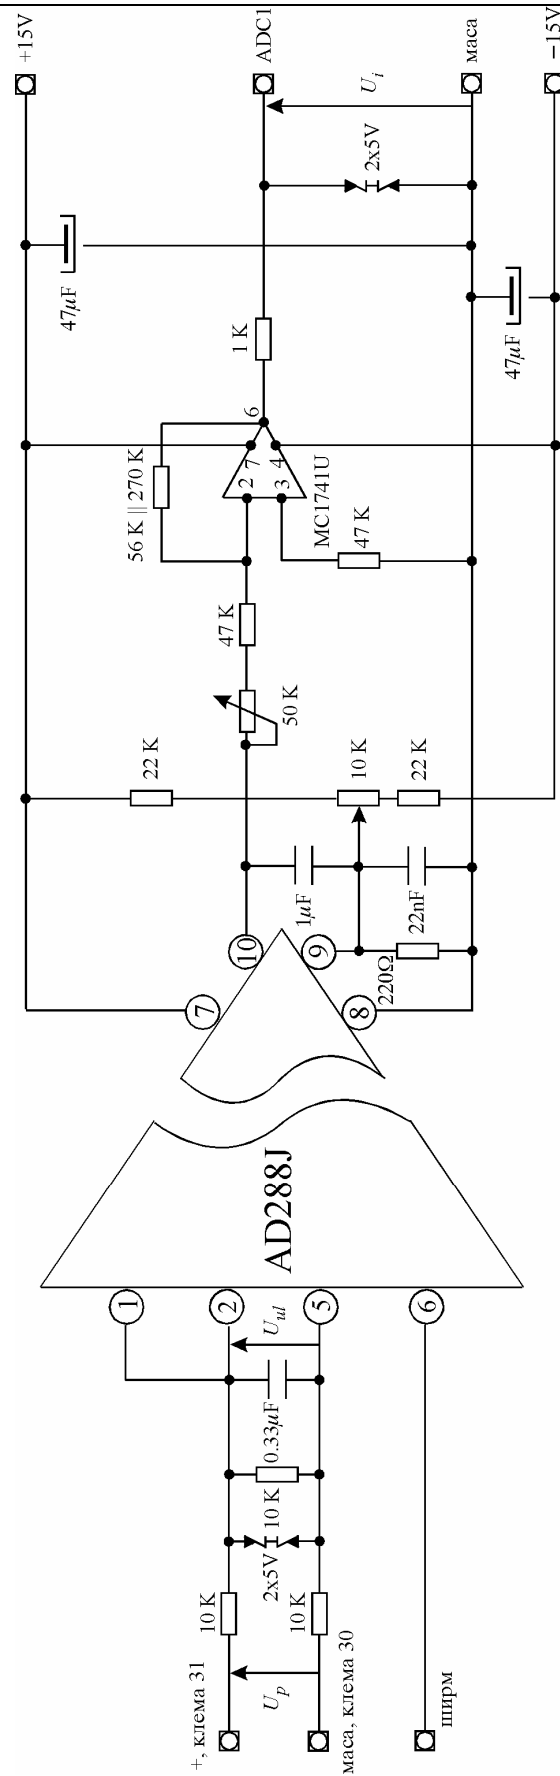 +15V
ADC1
маса
−15V
U_i
2x5V
47µF
47µF
1 K
56 K || 270 K
6
7
4
2
3
MC1741U
47 K
47 K
50 K
22 K
10 K
22 K
1µF
22nF
220Ω
10
9
7
8
AD288J
1
2
5
6
U_ul
0.33µF
10 K
2x5V
10 K
10 K
U_p
+, клема 31
маса, клема 30
ширм